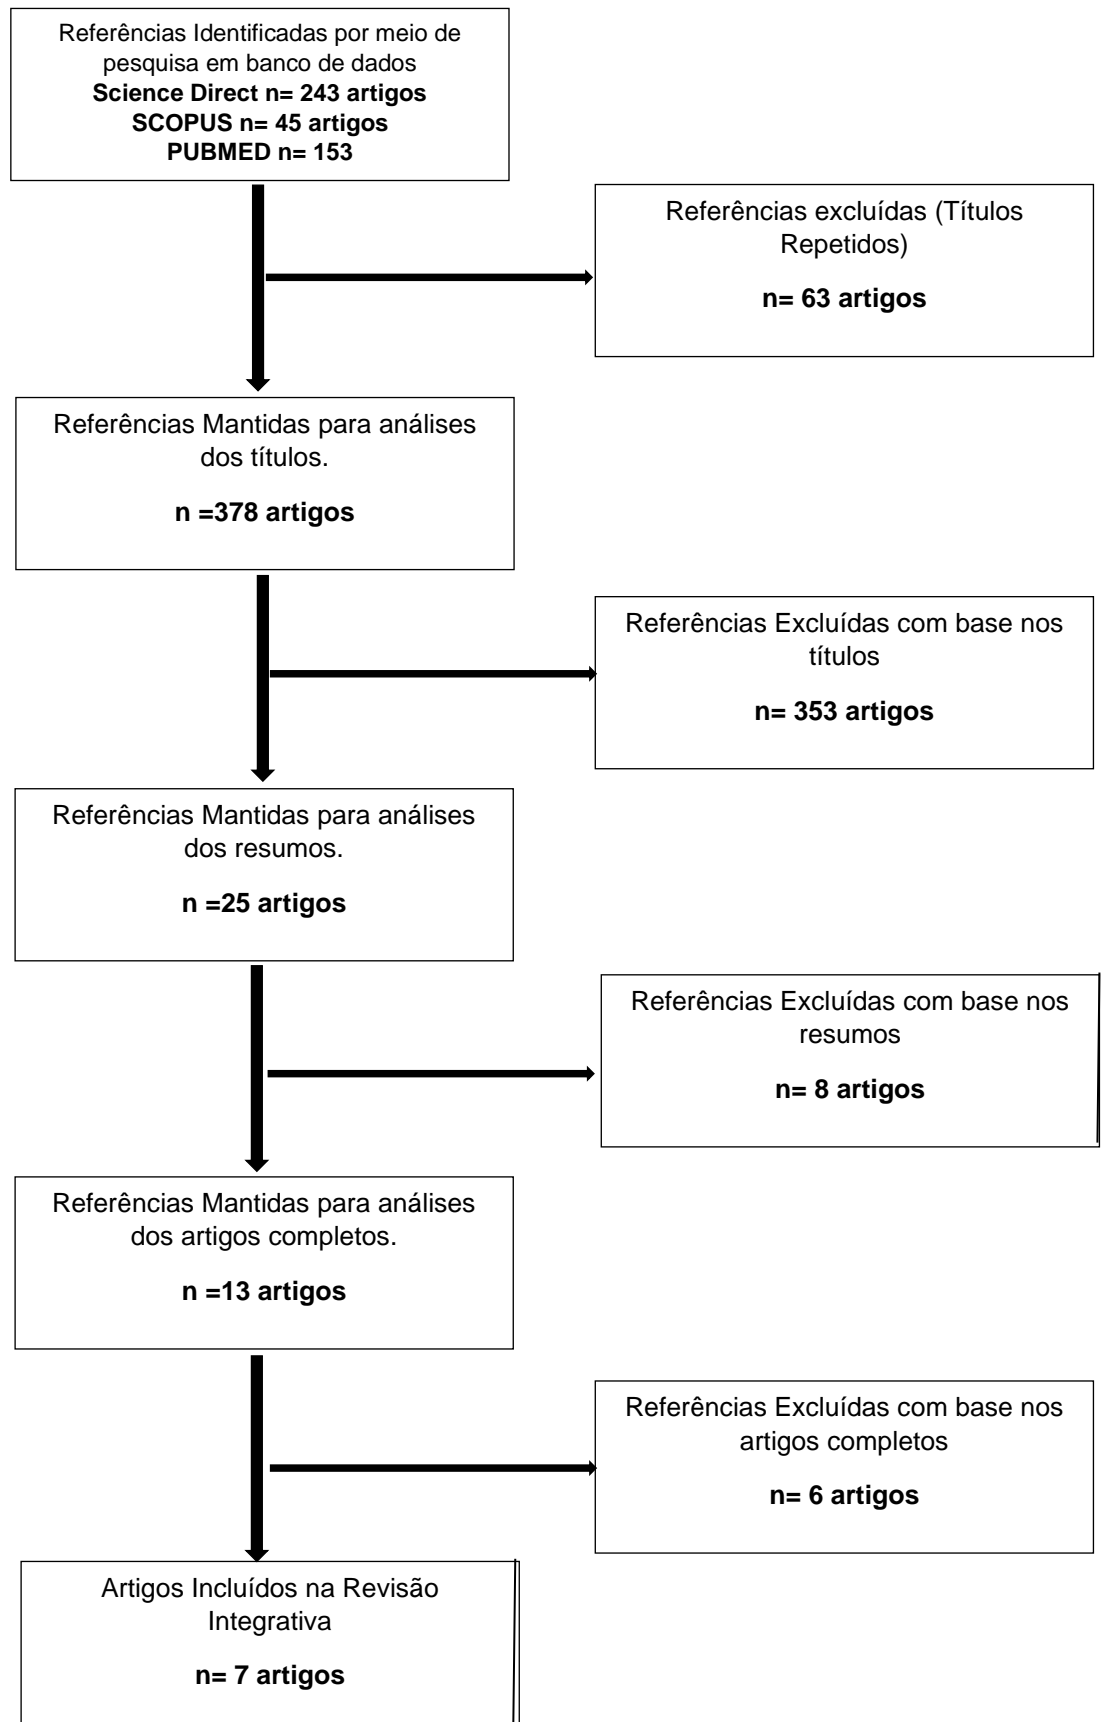 Referências Identificadas por meio de
pesquisa em banco de dados
Science Direct n= 243 artigos
SCOPUS n= 45 artigos
PUBMED n= 153
Referências excluídas (Títulos
Repetidos)
n= 63 artigos
Referências Mantidas para análises
dos títulos.
n =378 artigos
Referências Excluídas com base nos
títulos
n= 353 artigos
Referências Mantidas para análises
dos resumos.
n =25 artigos
Referências Excluídas com base nos
resumos
n= 8 artigos
Referências Mantidas para análises
dos artigos completos.
n =13 artigos
Referências Excluídas com base nos
artigos completos
n= 6 artigos
Artigos Incluídos na Revisão
Integrativa
n= 7 artigos